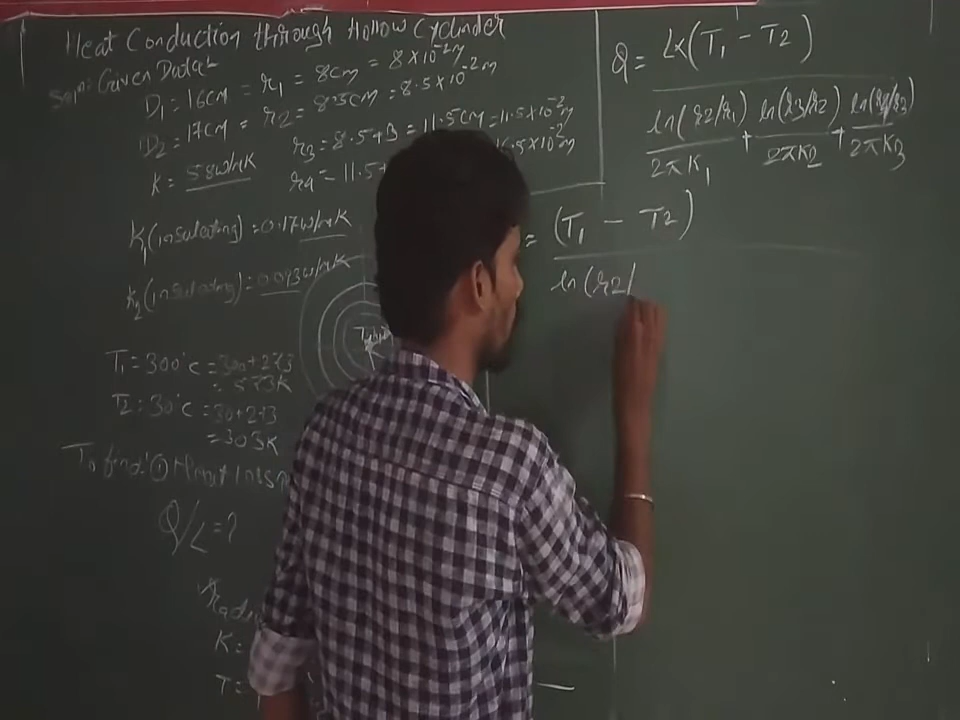 Heat Conduction through Hollow Cylinder
Soln: Given Data:
D1 = 16cm = r1 = 8cm = 8×10⁻²m
D2 = 17cm = r2 = 8.5cm = 8.5×10⁻²m
r3 = 8.5+3 = 11.5cm = 11.5×10⁻²m
r4 = 11.5+ 16.5×10⁻²m
K = 58W/mK
K1 (insulating) = 0.17W/mK
K2 (insulating) = 0.093W/mK
T1 = 300°C = 300+273
= 573K
T2 = 30°C = 30+273
= 303K
To find: ① Heat loss
Q/L = ?
K =
T =
Q = L×(T1 - T2)
ln(r2/r1) / 2πK1 + ln(r3/r2) / 2πK2 + ln(r4/r3) / 2πK3
= (T1 - T2)
ln(r2/